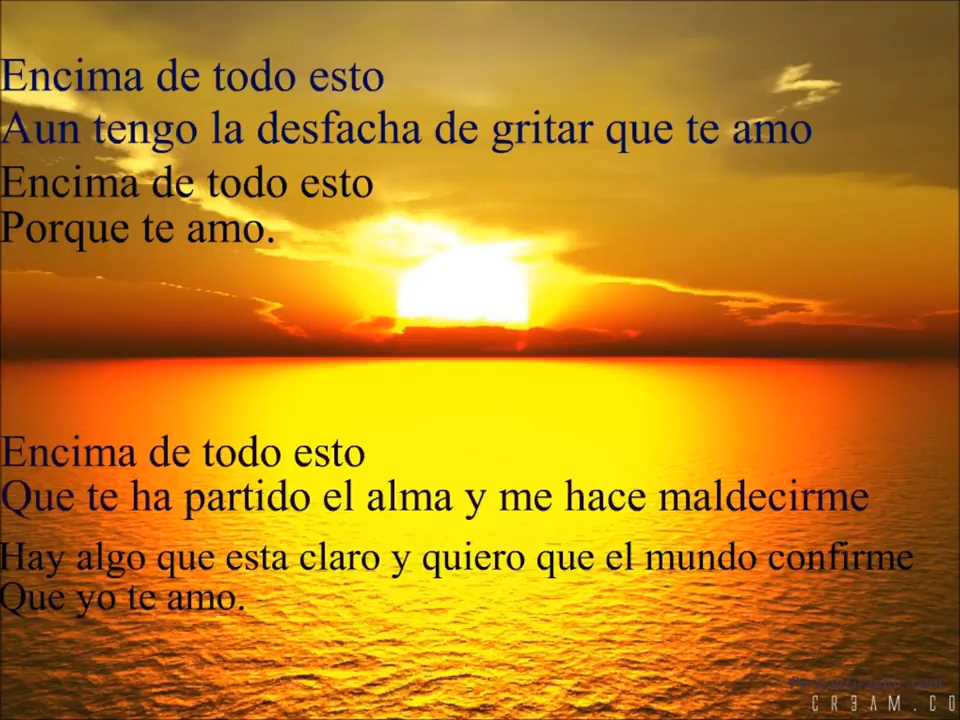 Encima de todo esto
Aun tengo la desfacha de gritar que te amo
Encima de todo esto
Porque te amo.
Encima de todo esto
Que te ha partido el alma y me hace maldecirme
Hay algo que esta claro y quiero que el mundo confirme
Que yo te amo.
CREAM.CO